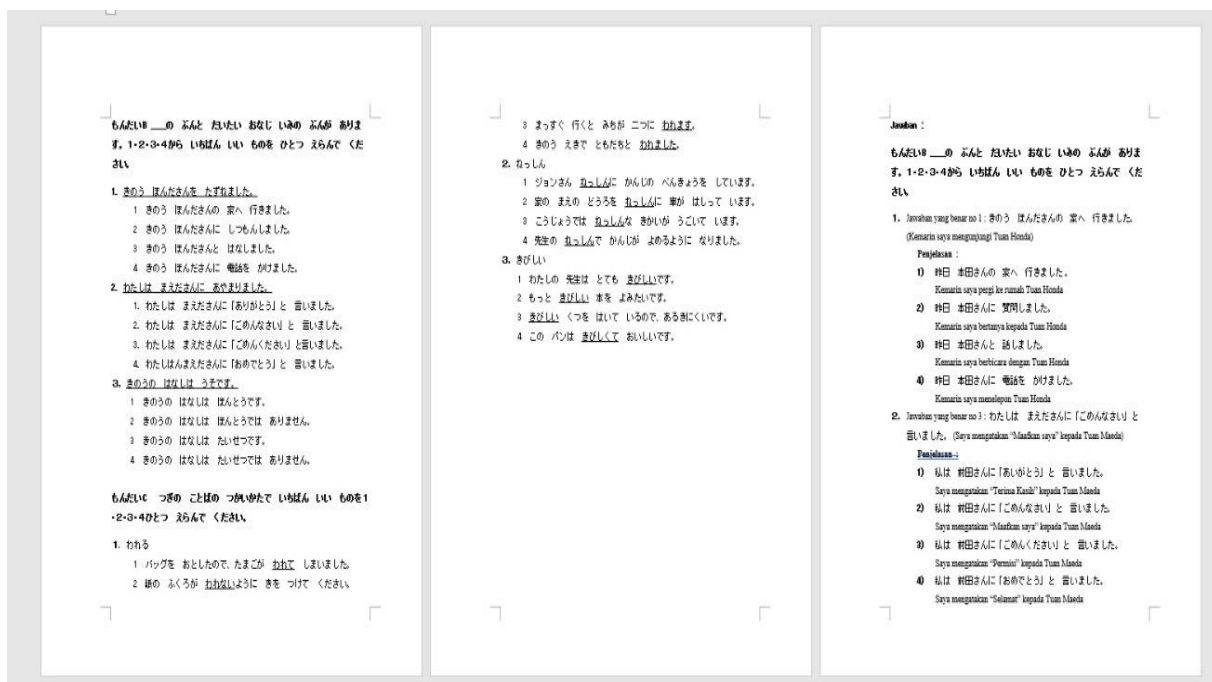 もんだいB ___の ぶんと だいたい おなじ いみの ぶんが ありま
す。1・2・3・4から いちばん いい ものを ひとつ えらんで くだ
さい。
1. きのう ほんださんを たずねました。
1 きのう ほんださんの 家へ 行きました。
2 きのう ほんださんに しつもんしました。
3 きのう ほんださんと はなしました。
4 きのう ほんださんに 電話を かけました。
2. わたしは まえださんに あやまりました。
1. わたしは まえださんに「ありがとう」と 言いました。
2. わたしは まえださんに「ごめんなさい」と 言いました。
3. わたしは まえださんに「ごめんください」と言いました。
4. わたしはんまえださんに「おめでとう」と 言いました。
3. きのうの はなしは うそです。
1 きのうの はなしは ほんとうです。
2 きのうの はなしは ほんとうでは ありません。
3 きのうの はなしは たいせつです。
4 きのうの はなしは たいせつでは ありません。
もんだいC つぎの ことばの つかいかたで いちばん いい ものを1
・2・3・4ひとつ えらんで ください。
1. われる
1 バッグを おとしたので、たまごが われて しまいました。
2 紙の ふくろが われないように きを つけて ください。
3 まっすぐ 行くと みちが 二つに われます。
4 きのう えきで ともだちと われました。
2. ねっしん
1 ジョンさん ねっしんに かんじの べんきょうを しています。
2 家の まえの どうろを ねっしんに 車が はしって います。
3 こうじょうでは ねっしんな きかいが うごいて います。
4 先生の ねっしんで かんじが よめるように なりました。
3. きびしい
1 わたしの 先生は とても きびしいです。
2 もっと きびしい 本を よみたいです。
3 きびしい くつを はいて いるので、あるきにくいです。
4 この パンは きびしくて おいしいです。
Jawaban :
もんだいB ___の ぶんと だいたい おなじ いみの ぶんが ありま
す。1・2・3・4から いちばん いい ものを ひとつ えらんで くだ
さい。
1. Jawaban yang benar no 1 : きのう ほんださんの 家へ 行きました。
(Kemarin saya mengunjungi Tuan Honda)
Penjelasan :
1) 昨日 本田さんの 家へ 行きました。
Kemarin saya pergi ke rumah Tuan Honda
2) 昨日 本田さんに 質問しました。
Kemarin saya bertanya kepada Tuan Honda
3) 昨日 本田さんと 話しました。
Kemarin saya berbicara dengan Tuan Honda
4) 昨日 本田さんに 電話を かけました。
Kemarin saya menelepon Tuan Honda
2. Jawaban yang benar no 3 : わたしは まえださんに「ごめんなさい」と
言いました。 (Saya mengatakan “Maafkan saya” kepada Tuan Maeda)
Penjelasan :
1) 私は 前田さんに「あいがとう」と 言いました。
Saya mengatakan “Terima Kasih” kepada Tuan Maeda
2) 私は 前田さんに「ごめんなさい」と 言いました。
Saya mengatakan “Maafkan saya” kepada Tuan Maeda
3) 私は 前田さんに「ごめんください」と 言いました。
Saya mengatakan “Permisi” kepada Tuan Maeda
4) 私は 前田さんに「おめでとう」と 言いました。
Saya mengatakan “Selamat” kepada Tuan Maeda